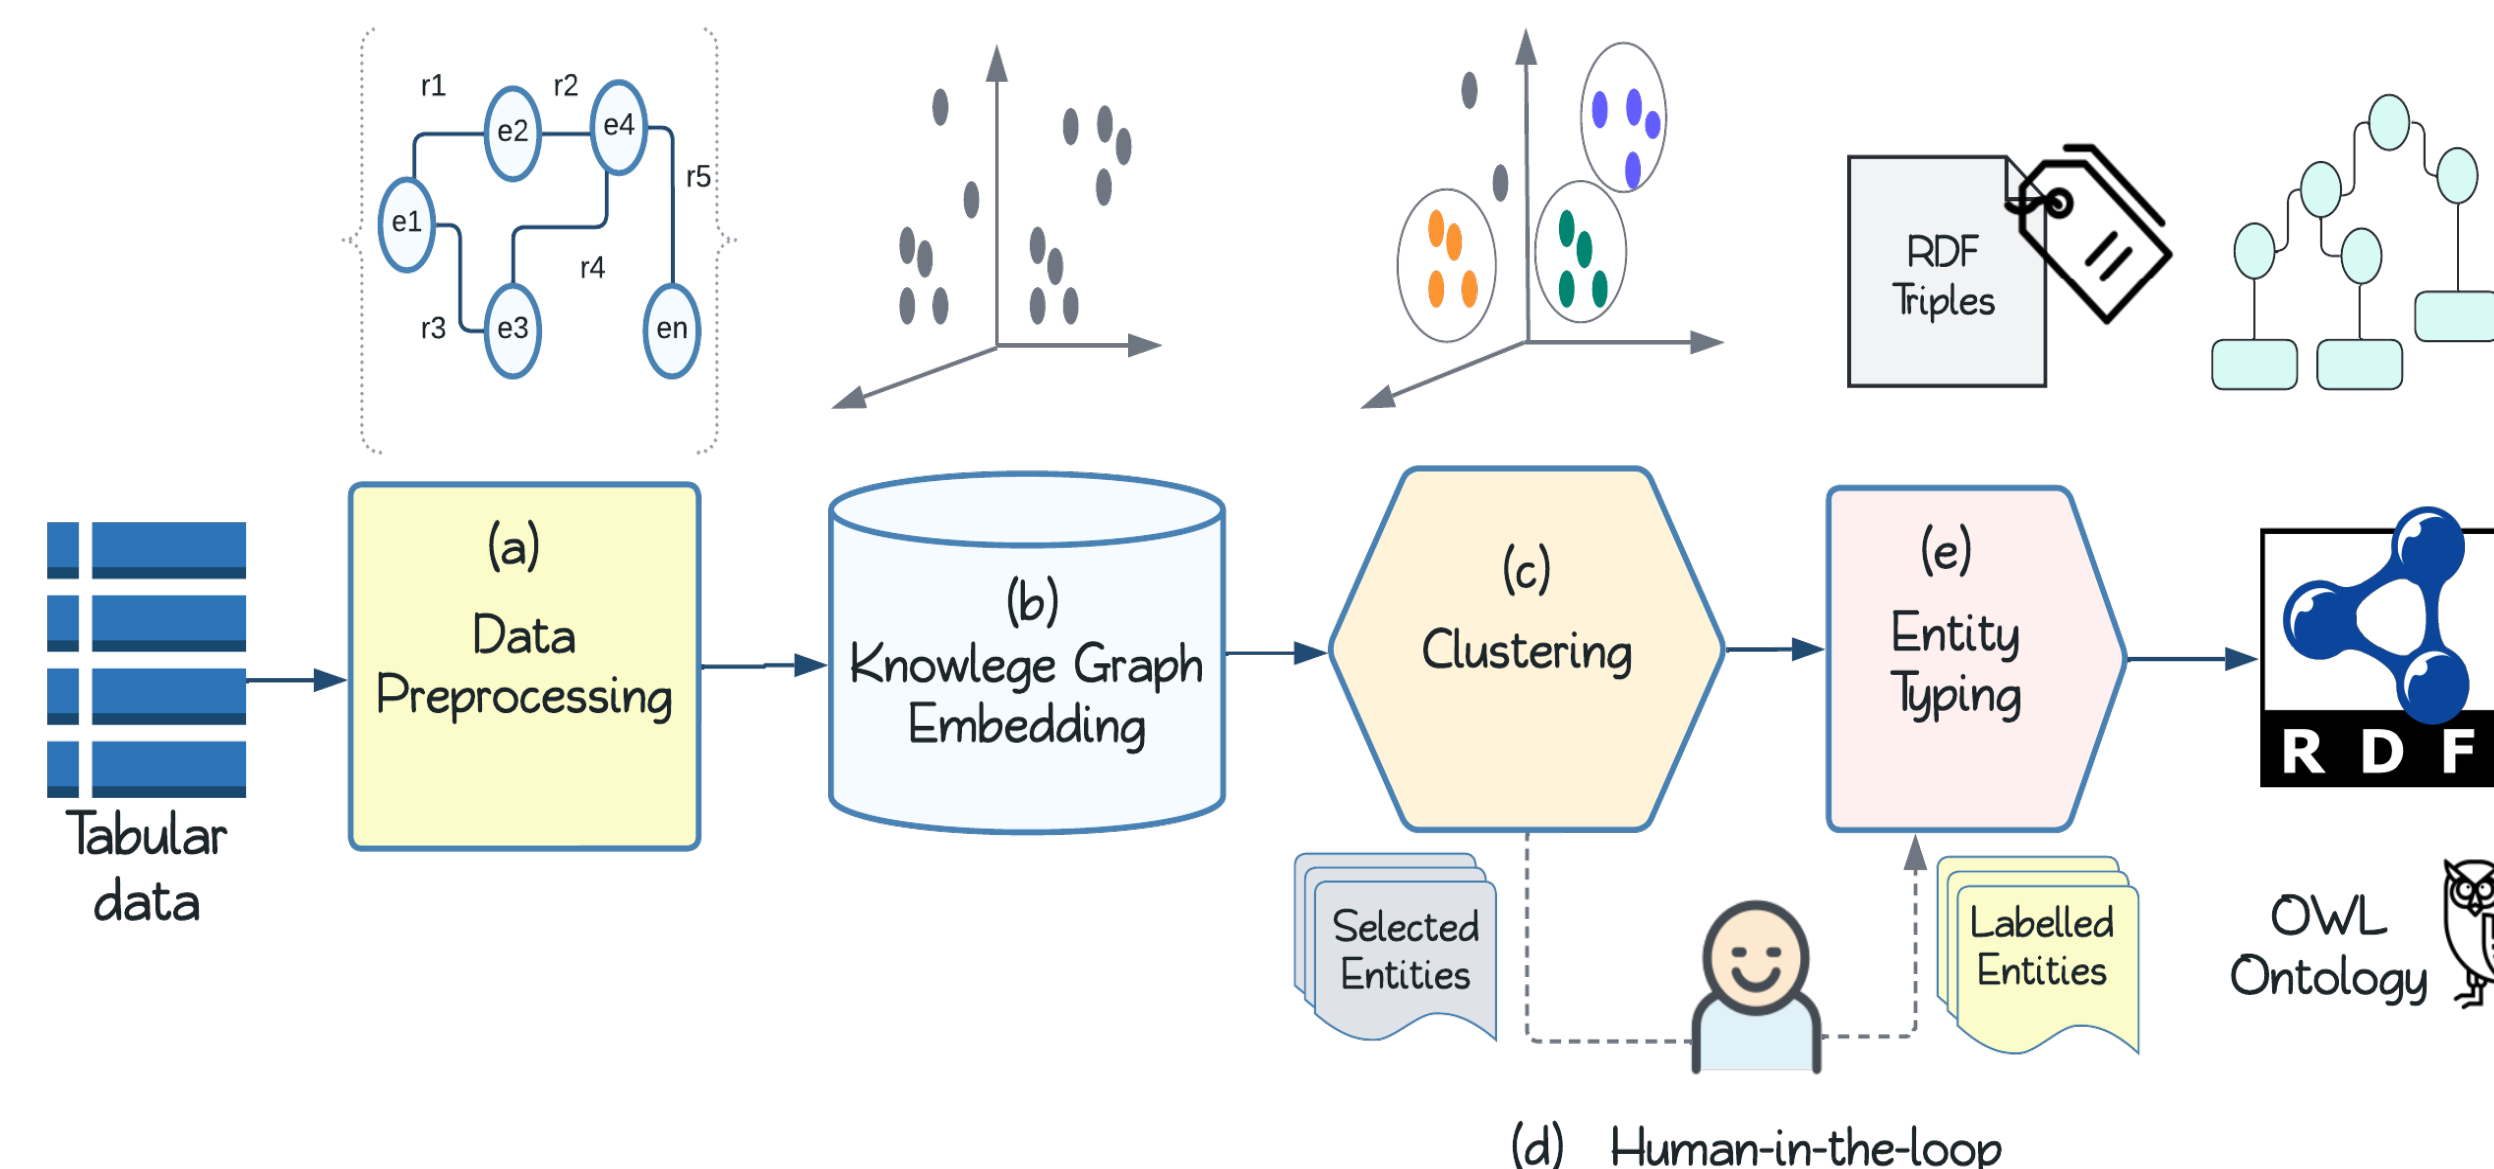 r1
r2
e2
e4
r5
e1
r4
r3
e3
en
RDF
Triples
(a)
Data
Preprocessing
(b)
Knowlege Graph
Embedding
(c)
Clustering
(e)
Entity
Typing
RDF
Tabular
data
Selected
Entities
Labelled
Entities
OWL
Ontology
(d) Human-in-the-loop